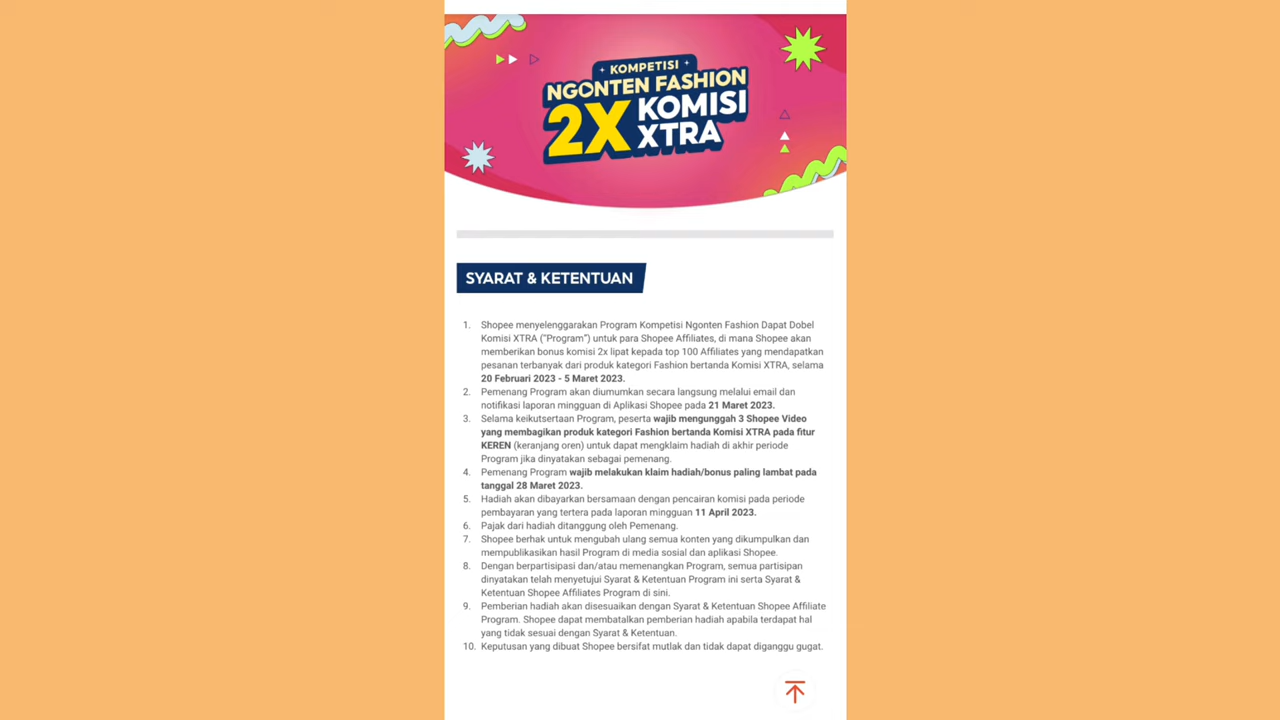 KOMPETISI
NGONTEN FASHION
2X KOMISI
XTRA
SYARAT & KETENTUAN
1. Shopee menyelenggarakan Program Kompetisi Ngonten Fashion Dapat Dobel
Komisi XTRA (“Program”) untuk para Shopee Affiliates, di mana Shopee akan
memberikan bonus komisi 2x lipat kepada top 100 Affiliates yang mendapatkan
pesanan terbanyak dari produk kategori Fashion bertanda Komisi XTRA, selama
20 Februari 2023 - 5 Maret 2023.
2. Pemenang Program akan diumumkan secara langsung melalui email dan
notifikasi laporan mingguan di Aplikasi Shopee pada 21 Maret 2023.
3. Selama keikutsertaan Program, peserta wajib mengunggah 3 Shopee Video
yang membagikan produk kategori Fashion bertanda Komisi XTRA pada fitur
KEREN (keranjang oren) untuk dapat mengklaim hadiah di akhir periode
Program jika dinyatakan sebagai pemenang.
4. Pemenang Program wajib melakukan klaim hadiah/bonus paling lambat pada
tanggal 28 Maret 2023.
5. Hadiah akan dibayarkan bersamaan dengan pencairan komisi pada periode
pembayaran yang tertera pada laporan mingguan 11 April 2023.
6. Pajak dari hadiah ditanggung oleh Pemenang.
7. Shopee berhak untuk mengubah ulang semua konten yang dikumpulkan dan
mempublikasikan hasil Program di media sosial dan aplikasi Shopee.
8. Dengan berpartisipasi dan/atau memenangkan Program, semua partisipan
dinyatakan telah menyetujui Syarat & Ketentuan Program ini serta Syarat &
Ketentuan Shopee Affiliates Program di sini.
9. Pemberian hadiah akan disesuaikan dengan Syarat & Ketentuan Shopee Affiliate
Program. Shopee dapat membatalkan pemberian hadiah apabila terdapat hal
yang tidak sesuai dengan Syarat & Ketentuan.
10. Keputusan yang dibuat Shopee bersifat mutlak dan tidak dapat diganggu gugat.